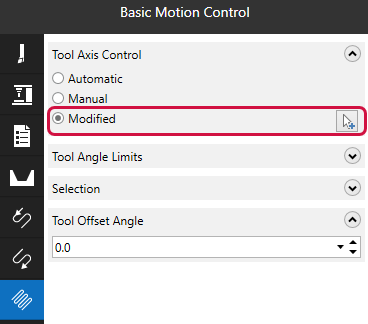 Basic Motion Control
Tool Axis Control
Automatic
Manual
Modified
Tool Angle Limits
Selection
Tool Offset Angle
0.0